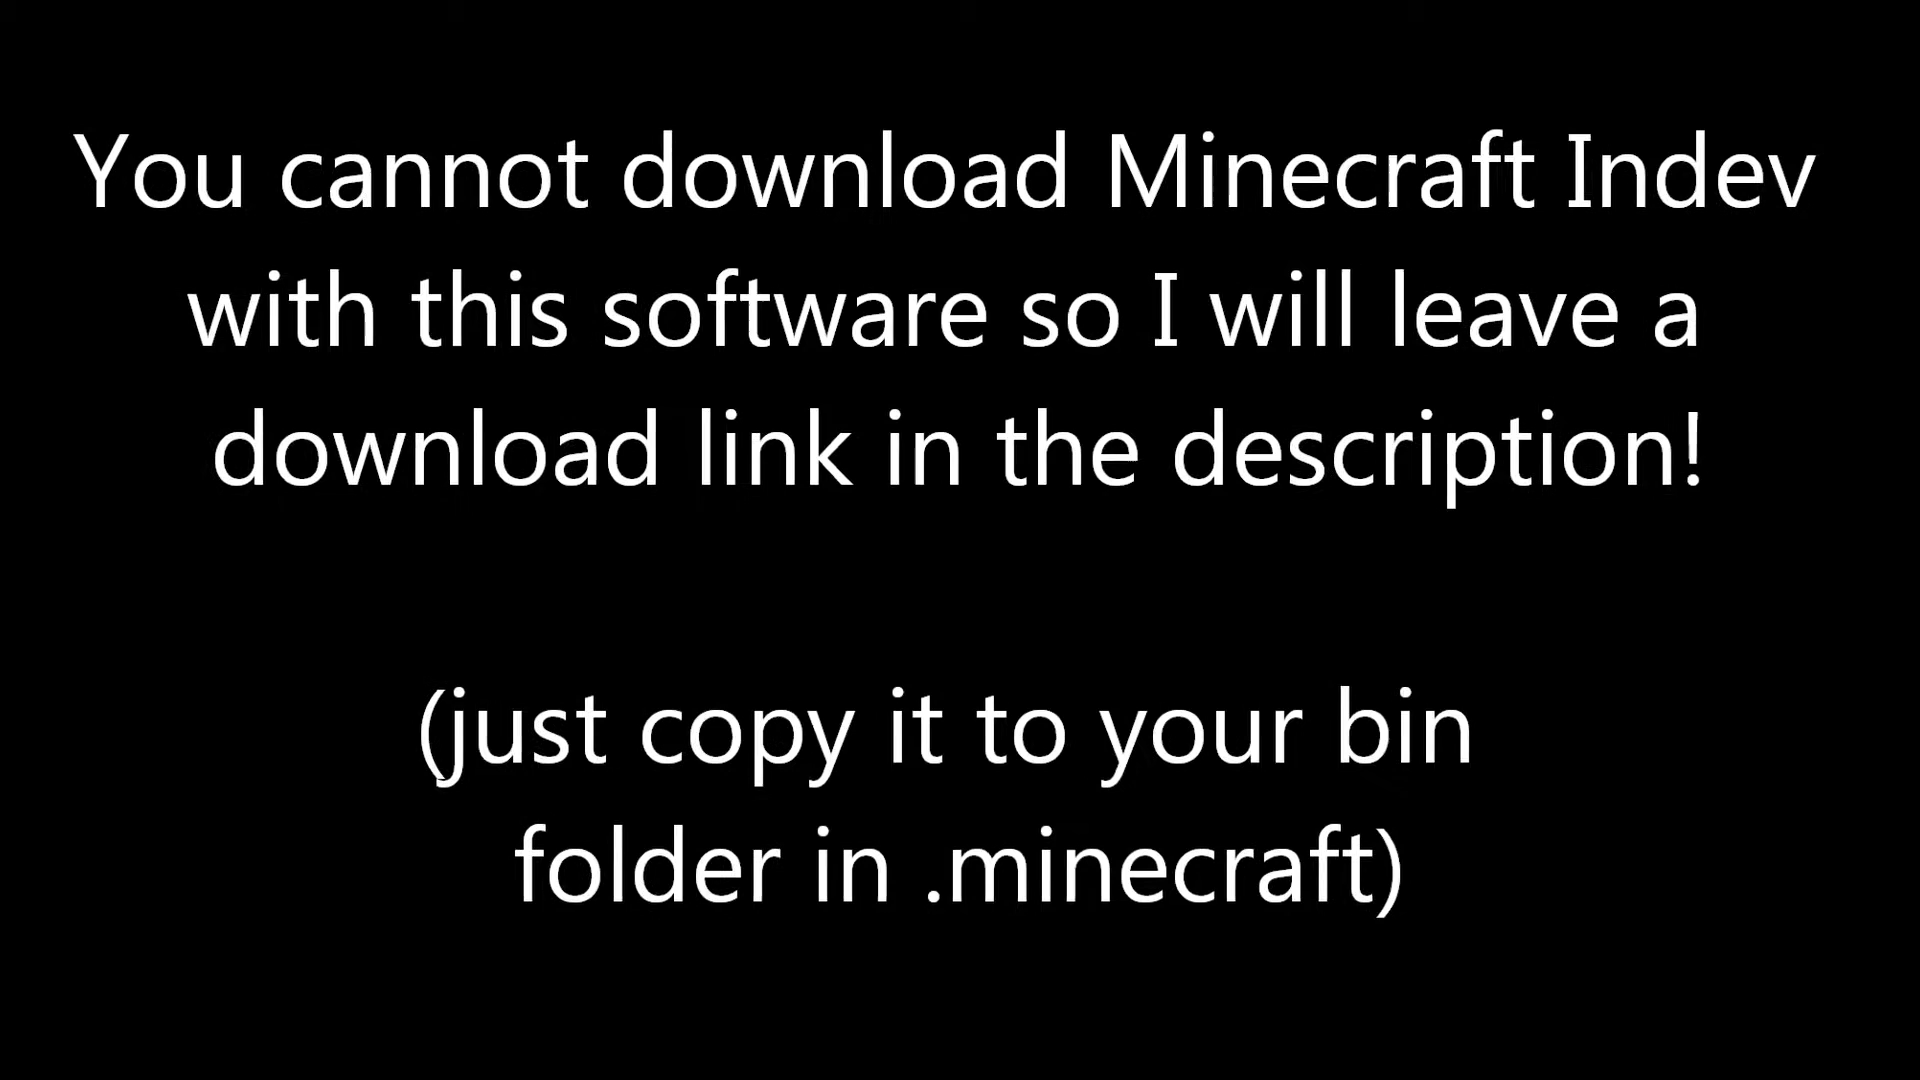 You cannot download Minecraft Indev
with this software so I will leave a
download link in the description!
(just copy it to your bin
folder in .minecraft)